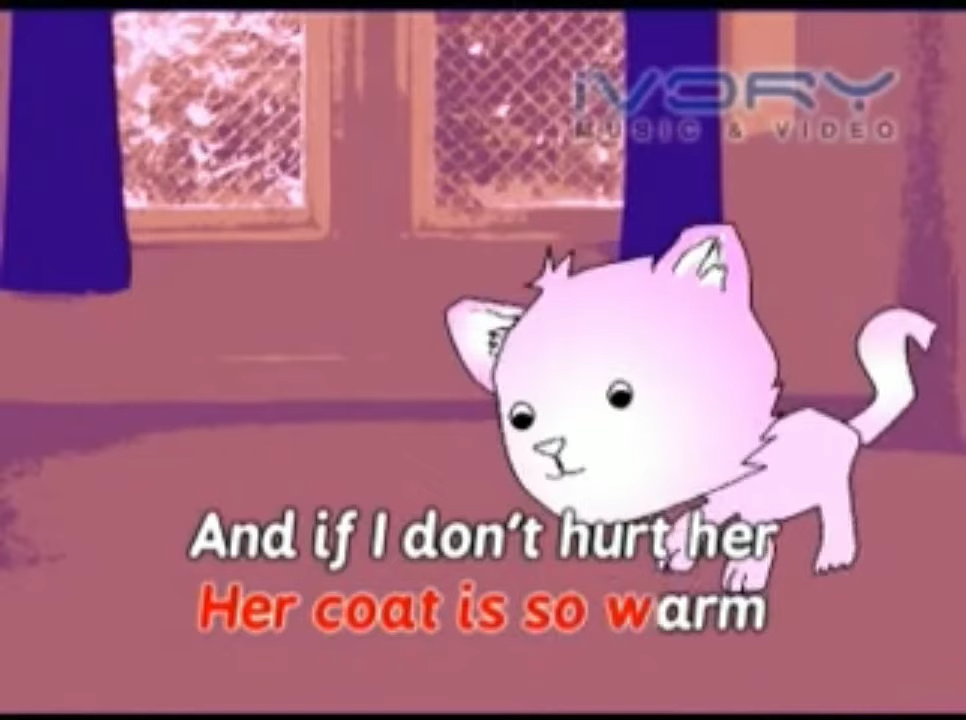 iVORY
MUSIC & VIDEO
And if I don't hurt her
Her coat is so warm